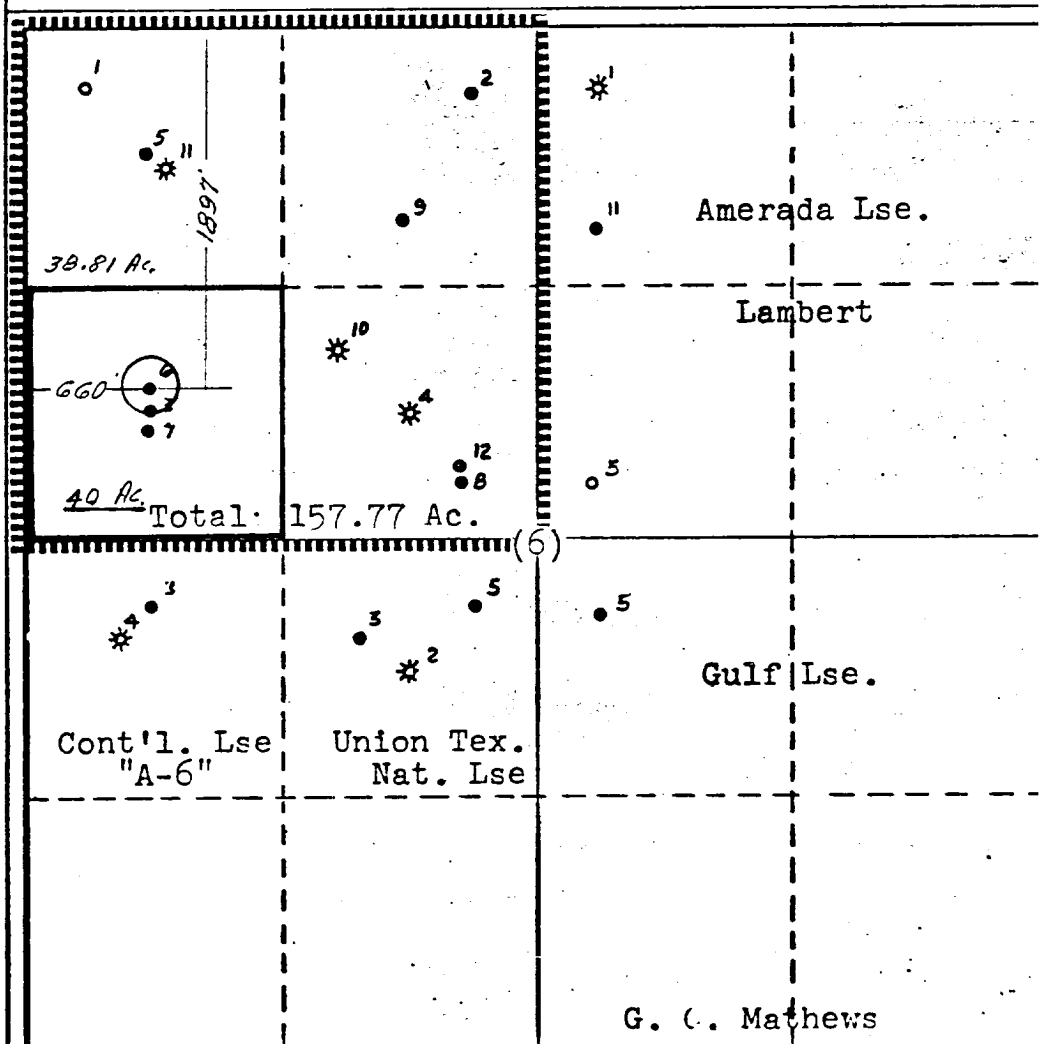 1
2
1
5
11
9
11
1897'
Amerada Lse.
38.81 Ac.
Lambert
10
660'
6
4
7
12
8
5
40 Ac.
Total 157.77 Ac.
(6)
3
5
5
4
3
2
Gulf Lse.
Cont'l. Lse
"A-6"
Union Tex.
Nat. Lse
G. C. Mathews